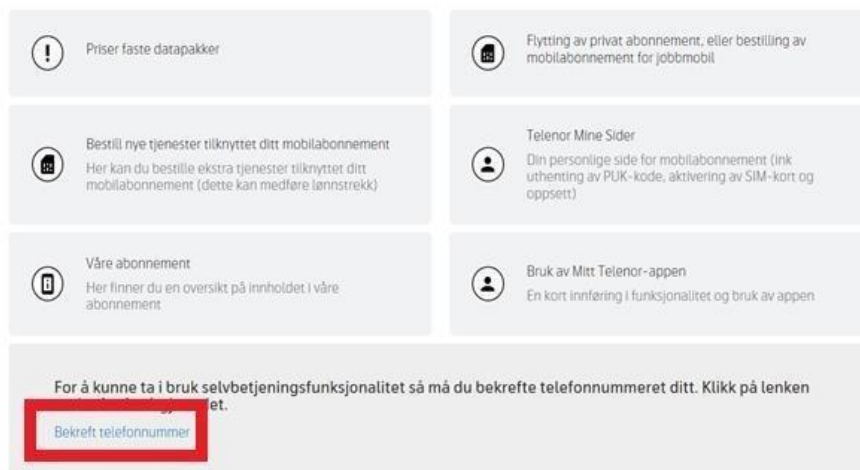 Priser faste datapakker
Flytting av privat abonnement, eller bestilling av
mobilabonnement for jobbmobil
Bestill nye tjenester tilknyttet ditt mobilabonnement
Her kan du bestille ekstra tjenester tilknyttet ditt
mobilabonnement (dette kan medføre lønnstrekk)
Telenor Mine Sider
Din personlige side for mobilabonnement (ink
uthenting av PUK-kode, aktivering av SIM-kort og
oppsett)
Våre abonnement
Her finner du en oversikt på innholdet i våre
abonnement
Bruk av Mitt Telenor-appen
En kort innføring i funksjonalitet og bruk av appen
For å kunne ta i bruk selvbetjeningsfunksjonalitet så må du bekrefte telefonnummeret ditt. Klikk på lenken
et.
Bekreft telefonnummer